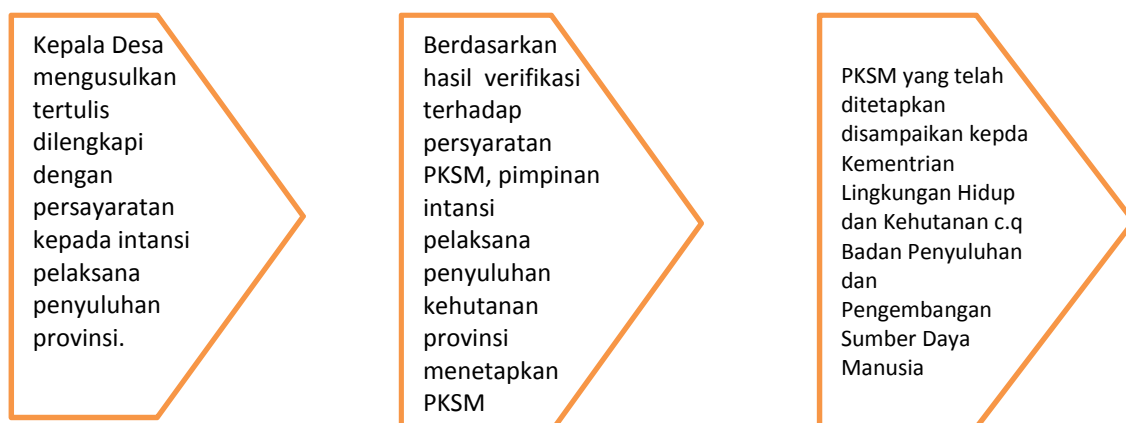 Kepala Desa
mengusulkan
tertulis
dilengkapi
dengan
persayaratan
kepada intansi
pelaksana
penyuluhan
provinsi.
Berdasarkan
hasil verifikasi
terhadap
persyaratan
PKSM, pimpinan
intansi
pelaksana
penyuluhan
kehutanan
provinsi
menetapkan
PKSM
PKSM yang telah
ditetapkan
disampaikan kepda
Kementrian
Lingkungan Hidup
dan Kehutanan c.q
Badan Penyuluhan
dan
Pengembangan
Sumber Daya
Manusia